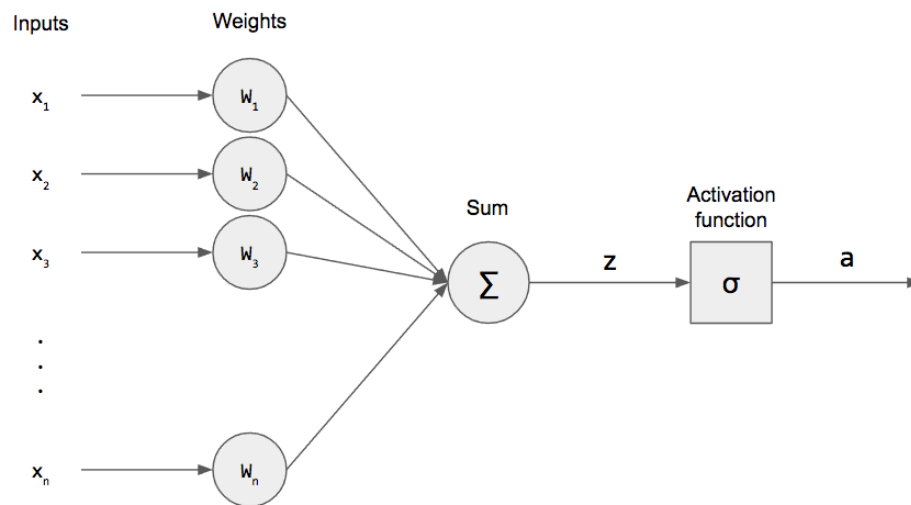 Inputs
Weights
x₁
W₁
x₂
W₂
x₃
W₃
Sum
Activation
function
Σ
z
σ
a
.
.
.
xₙ
Wₙ